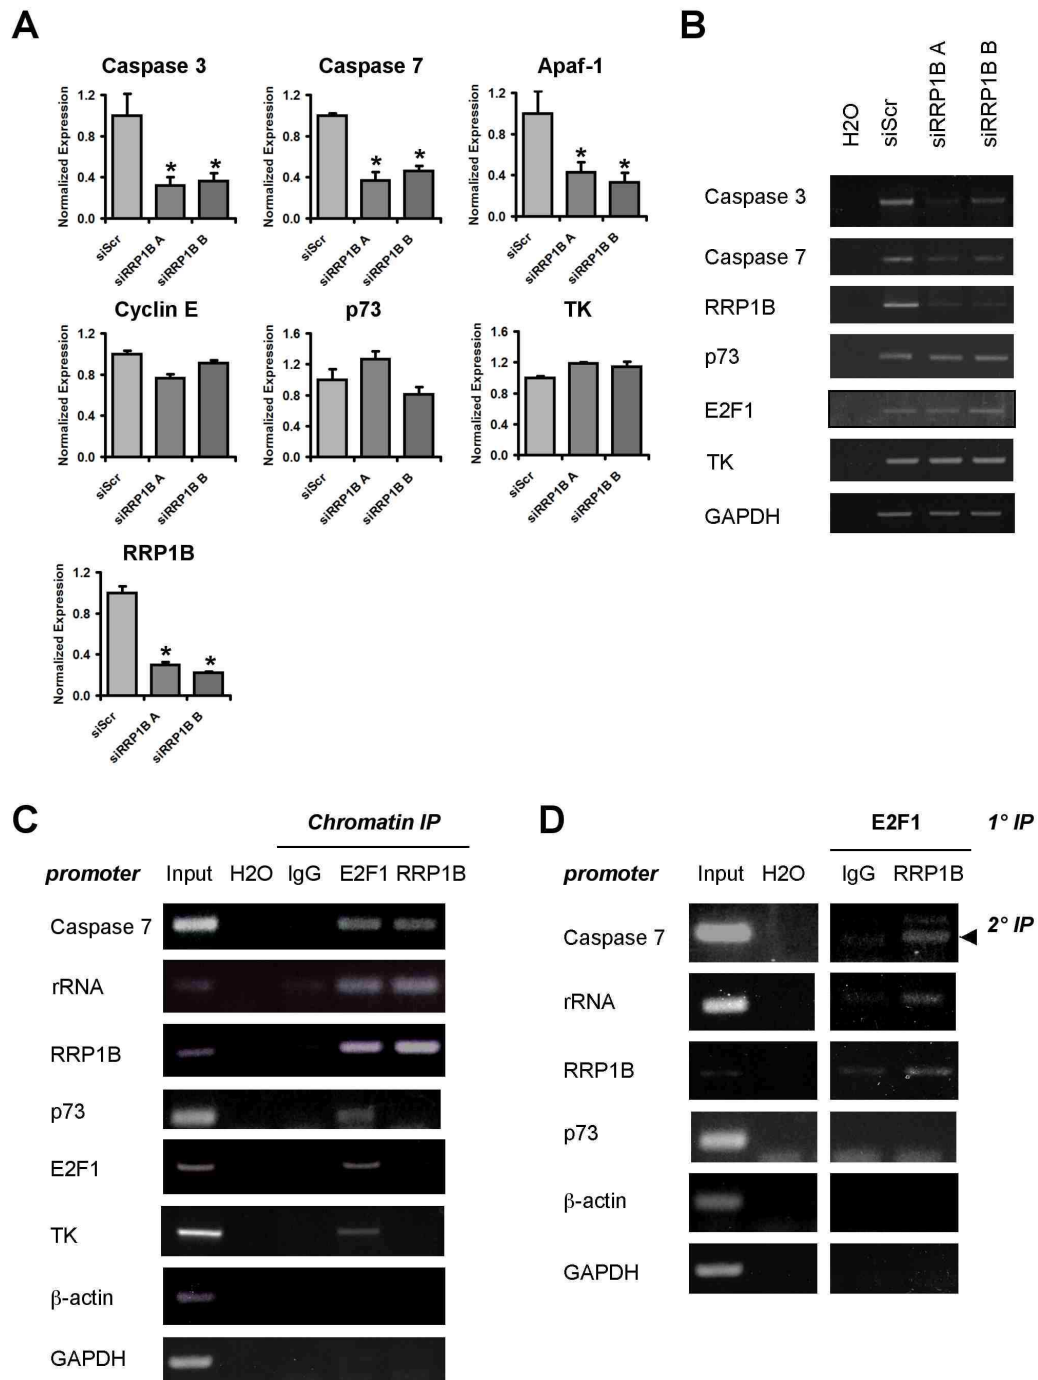 A
Caspase 3
Normalized Expression
1.2
0.8
0.4
0.0
* *
siScr
siRRP1B A
siRRP1B B
Caspase 7
Normalized Expression
1.2
0.8
0.4
0.0
* *
siScr
siRRP1B A
siRRP1B B
Apaf-1
Normalized Expression
1.2
0.8
0.4
0.0
* *
siScr
siRRP1B A
siRRP1B B
Cyclin E
Normalized Expression
1.2
0.8
0.4
0.0
siScr
siRRP1B A
siRRP1B B
p73
Normalized Expression
1.6
1.2
0.8
0.4
0.0
siScr
siRRP1B A
siRRP1B B
TK
Normalized Expression
1.6
1.2
0.8
0.4
0.0
siScr
siRRP1B A
siRRP1B B
RRP1B
Normalized Expression
1.2
0.8
0.4
0.0
* *
siScr
siRRP1B A
siRRP1B B
B
H2O
siScr
siRRP1B A
siRRP1B B
Caspase 3
Caspase 7
RRP1B
p73
E2F1
TK
GAPDH
C
Chromatin IP
promoter Input H2O IgG E2F1 RRP1B
Caspase 7
rRNA
RRP1B
p73
E2F1
TK
β-actin
GAPDH
D
E2F1 1° IP
promoter Input H2O IgG RRP1B
2° IP
Caspase 7
rRNA
RRP1B
p73
β-actin
GAPDH